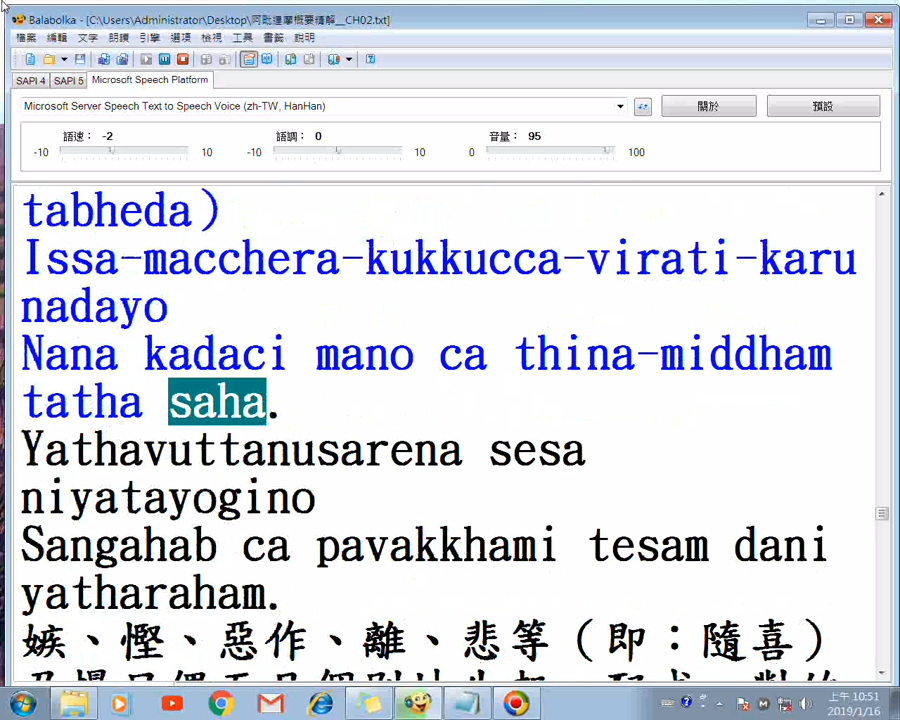 Balabolka - [C:\Users\Administrator\Desktop\阿毗達摩概要精解__CH02.txt]
檔案 編輯 文字 朗讀 引擎 選項 檢視 工具 書籤 說明
SAPI 4 SAPI 5 Microsoft Speech Platform
Microsoft Server Speech Text to Speech Voice (zh-TW, HanHan) 關於 預設
語速： -2 語調： 0 音量： 95
-10 10 -10 10 0 100
tabheda）
Issa-macchera-kukkucca-virati-karu
nadayo
Nana kadaci mano ca thina-middham
tatha saha.
Yathavuttanusarena sesa
niyatayogino
Sangahab ca pavakkhami tesam dani
yatharaham.
嫉、慳、惡作、離、悲等（即：隨喜）
上午 10:51
2019/1/16